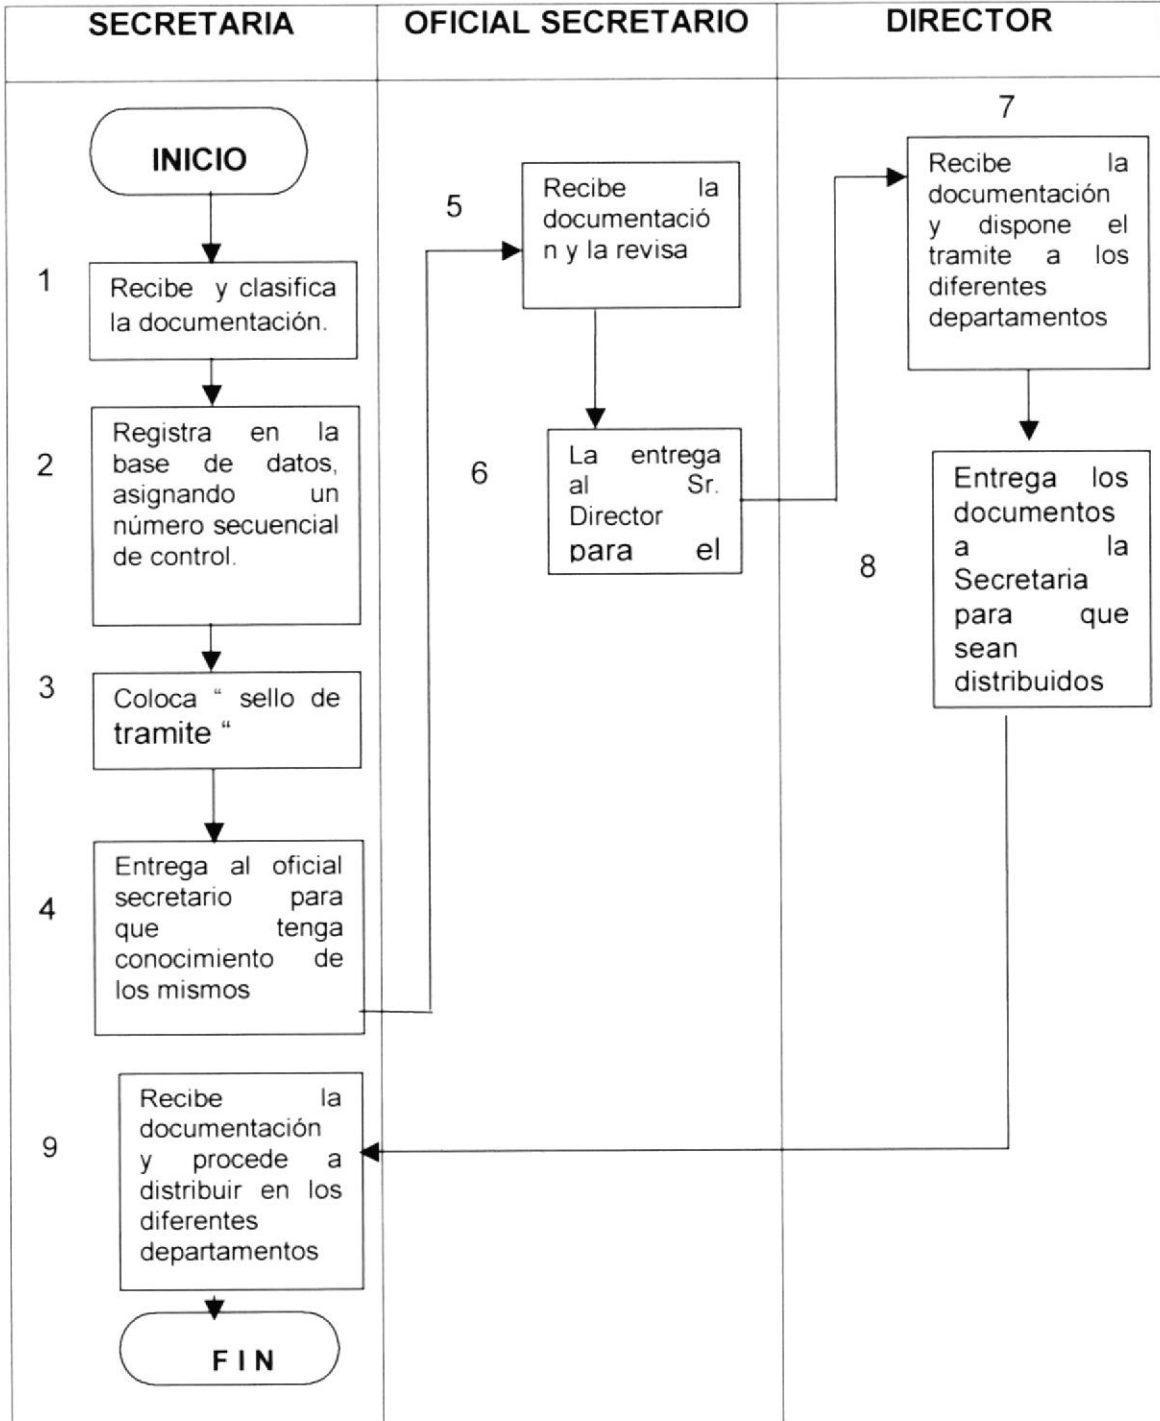 SECRETARIA
OFICIAL SECRETARIO
DIRECTOR
INICIO
1
Recibe y clasifica
la documentación.
2
Registra en la
base de datos,
asignando un
número secuencial
de control.
3
Coloca “ sello de
tramite “
4
Entrega al oficial
secretario para
que tenga
conocimiento de
los mismos
5
Recibe la
documentació
n y la revisa
6
La entrega
al Sr.
Director
para el
7
Recibe la
documentación
y dispone el
tramite a los
diferentes
departamentos
8
Entrega los
documentos
a la
Secretaria
para que
sean
distribuidos
9
Recibe la
documentación
y procede a
distribuir en los
diferentes
departamentos
F I N